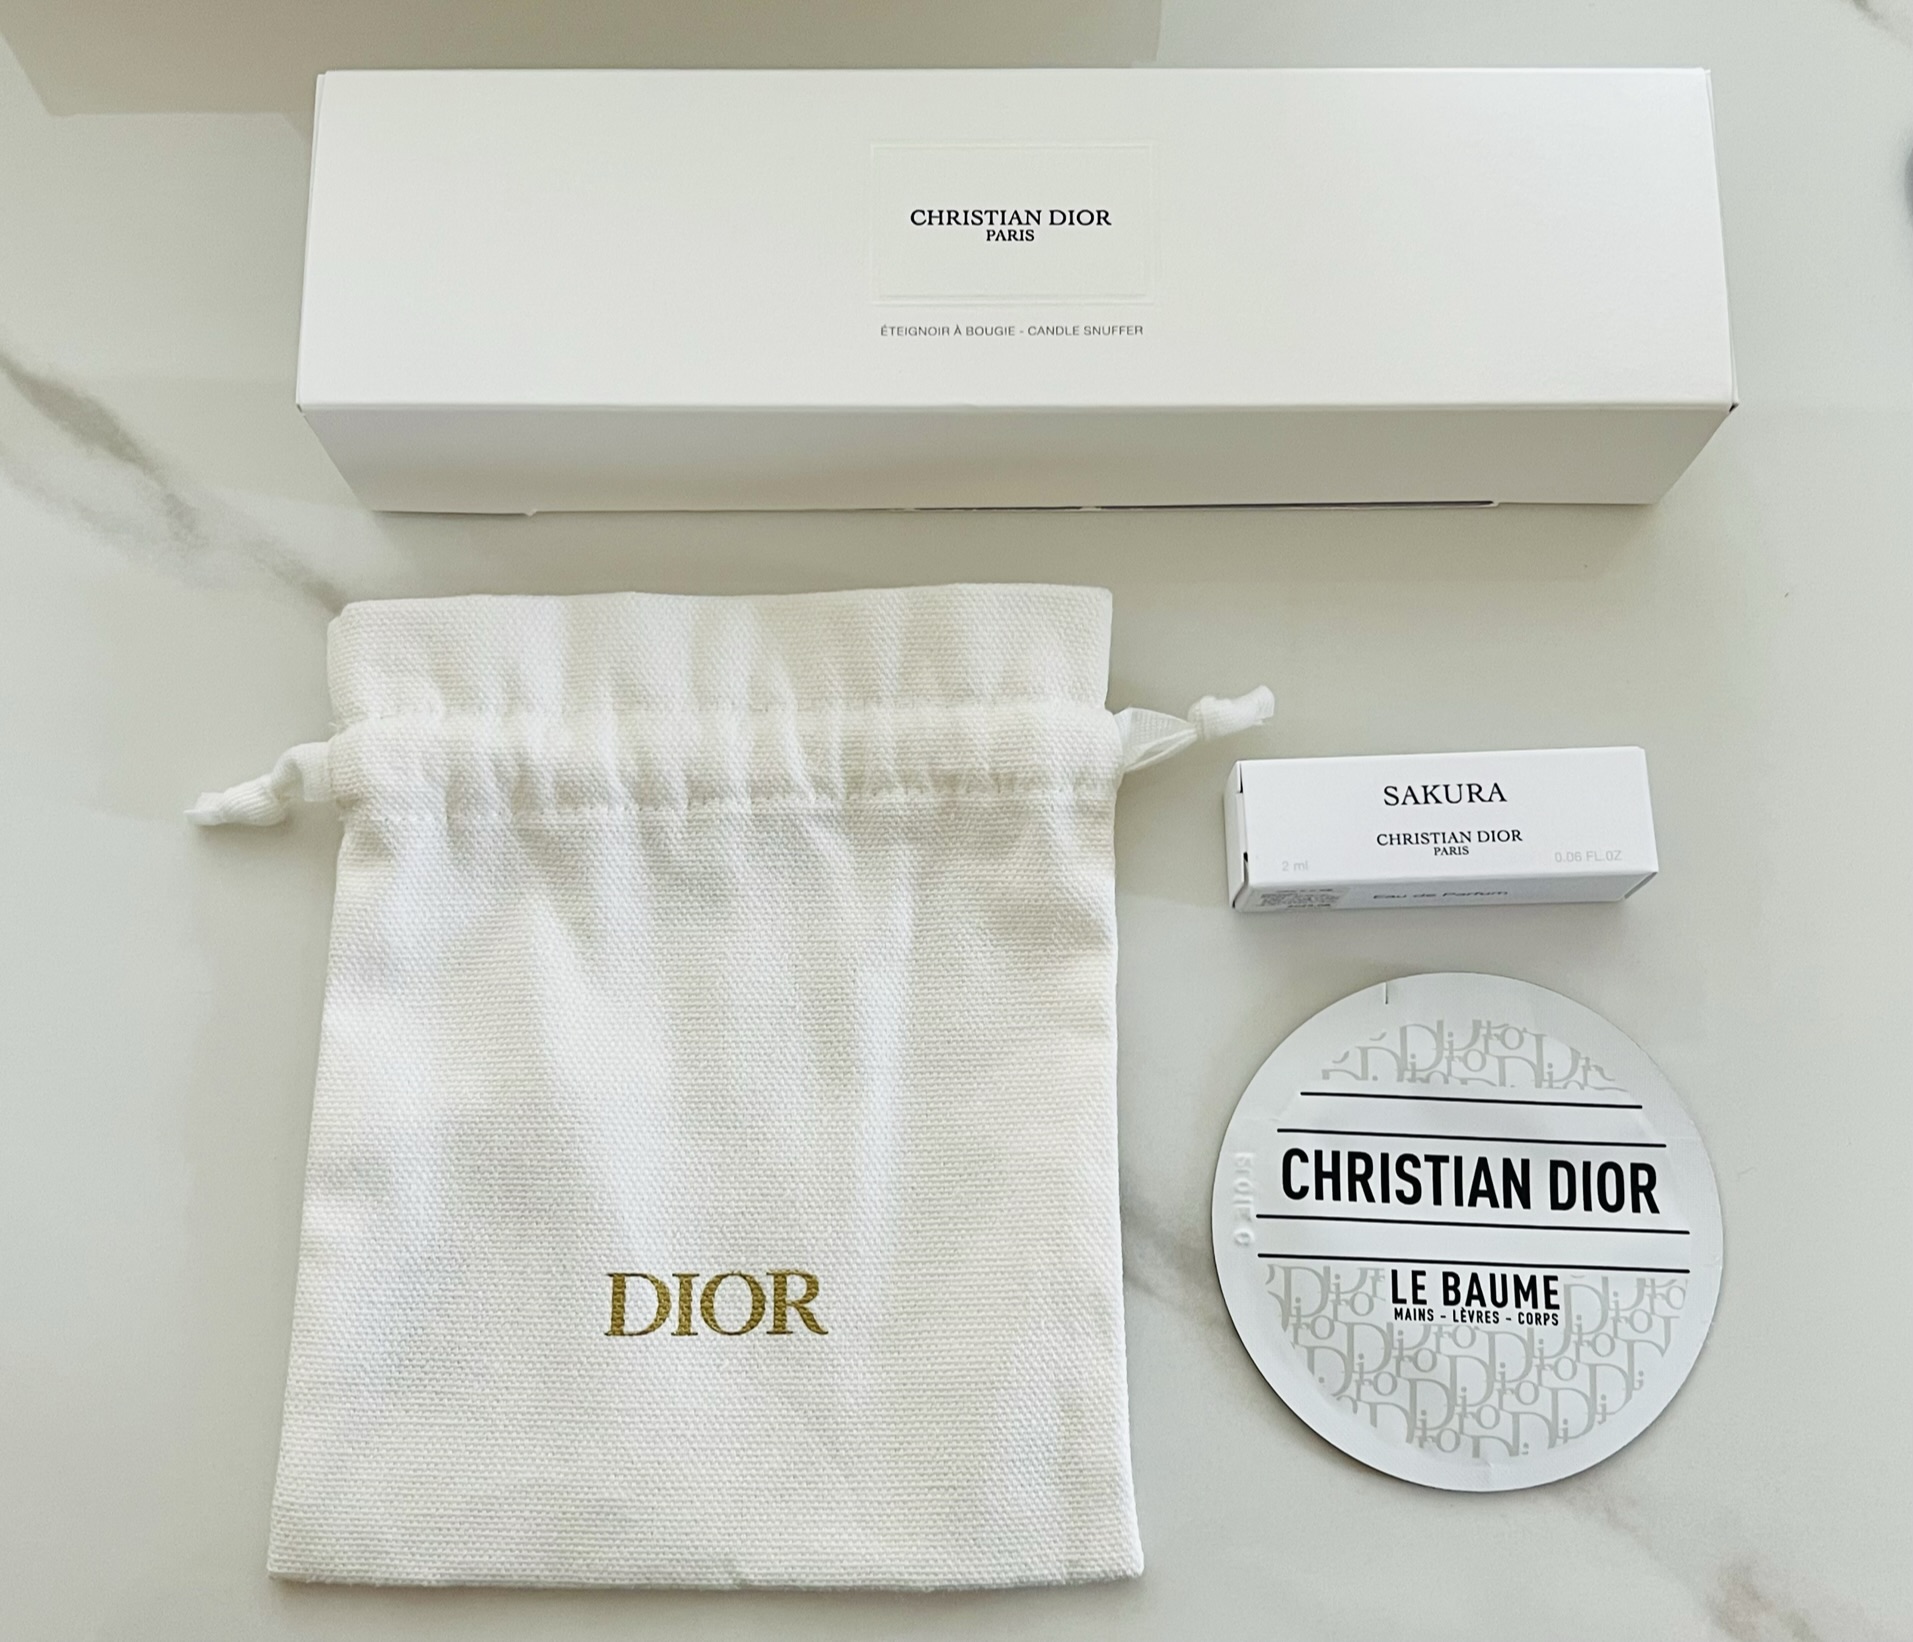 CHRISTIAN DIOR
PARIS
ÉTEIGNOIR À BOUGIE - CANDLE SNUFFER
SAKURA
CHRISTIAN DIOR
PARIS
2 ml 0.06 FL.OZ
Eau de Parfum
DIOR
CHRISTIAN DIOR
LE BAUME
MAINS - LÈVRES - CORPS